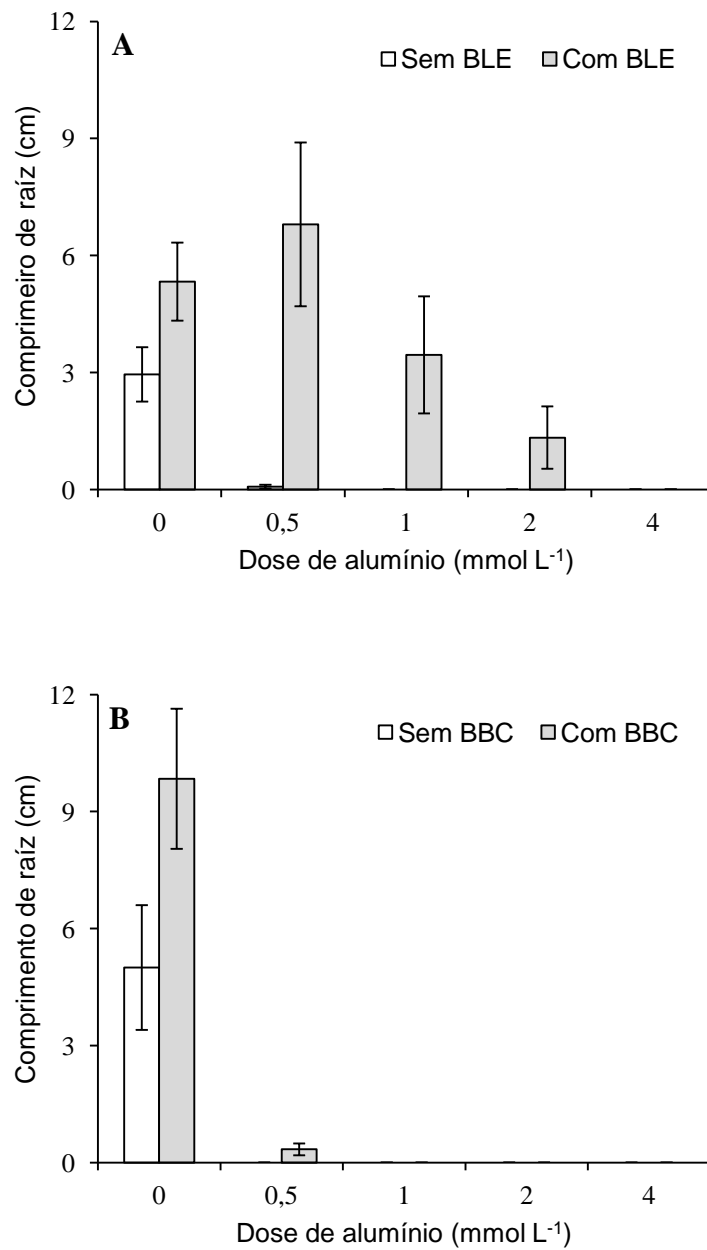 A
Sem BLE Com BLE
Comprimeiro de raíz (cm)
12
9
6
3
0
0 0,5 1 2 4
Dose de alumínio (mmol L-1)
B
Sem BBC Com BBC
Comprimento de raíz (cm)
12
9
6
3
0
0 0,5 1 2 4
Dose de alumínio (mmol L-1)